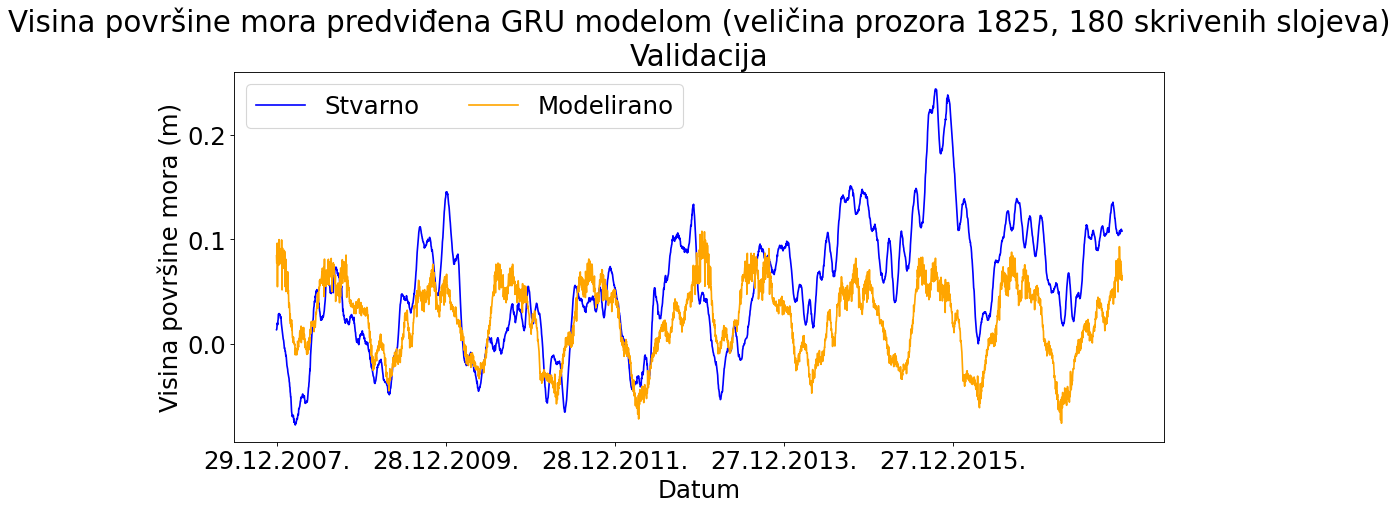 Visina površine mora predviđena GRU modelom (veličina prozora 1825, 180 skrivenih slojeva)
Validacija
Stvarno
Modelirano
Visina površine mora (m)
0.2
0.1
0.0
29.12.2007.
28.12.2009.
28.12.2011.
27.12.2013.
27.12.2015.
Datum